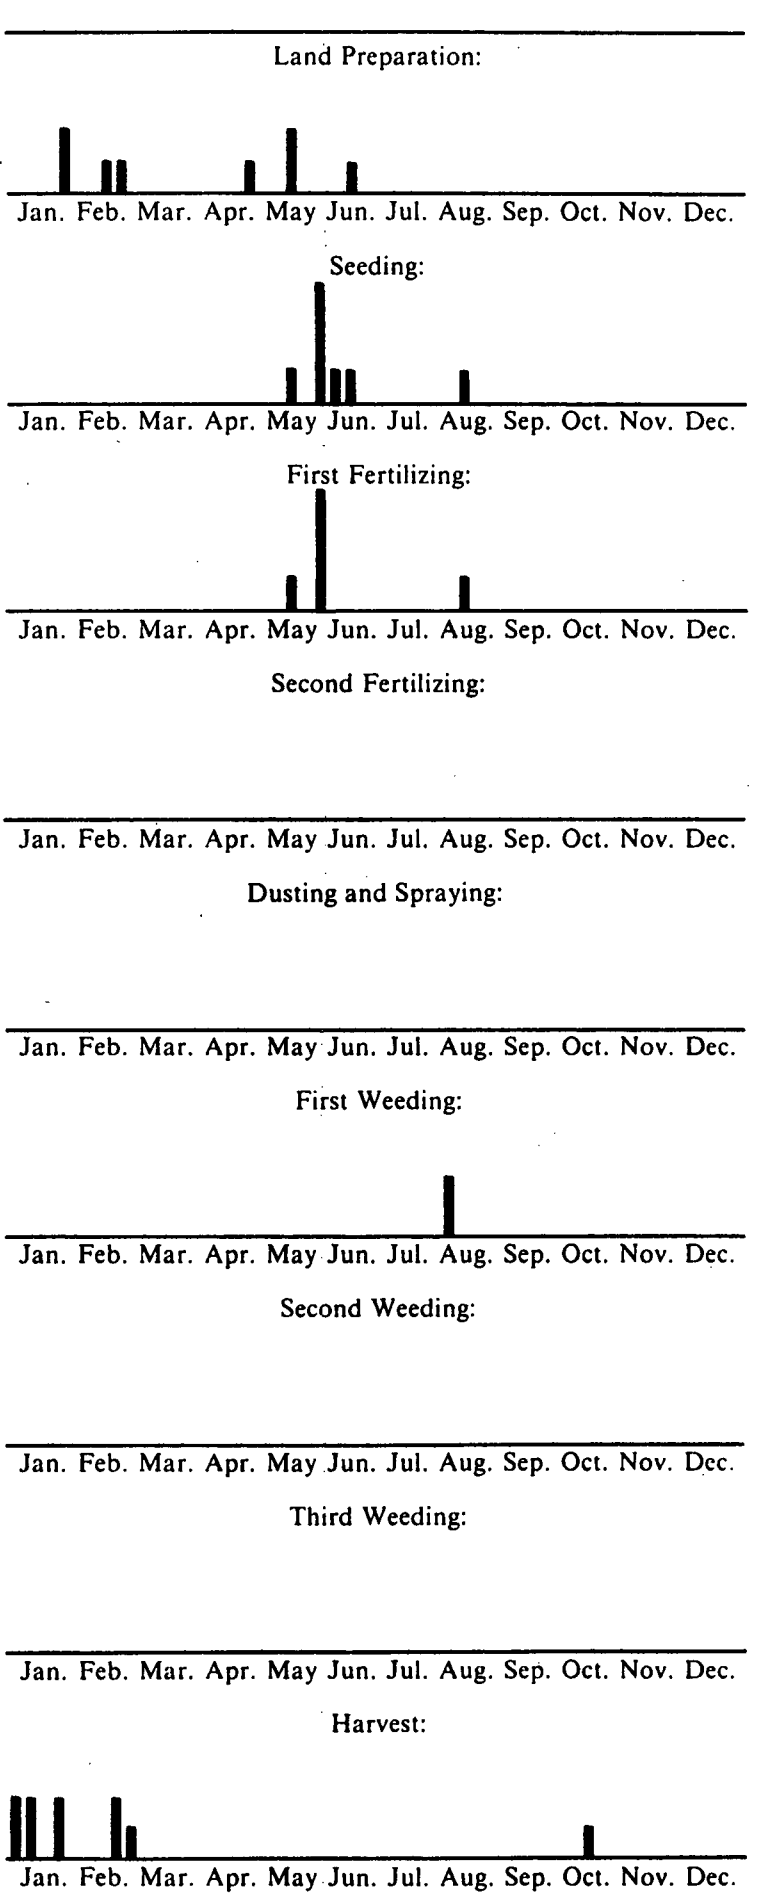 Land Preparation:
Jan. Feb. Mar. Apr. May Jun. Jul. Aug. Sep. Oct. Nov. Dec.
Seeding:
Jan. Feb. Mar. Apr. May Jun. Jul. Aug. Sep. Oct. Nov. Dec.
First Fertilizing:
Jan. Feb. Mar. Apr. May Jun. Jul. Aug. Sep. Oct. Nov. Dec.
Second Fertilizing:
Jan. Feb. Mar. Apr. May Jun. Jul. Aug. Sep. Oct. Nov. Dec.
Dusting and Spraying:
Jan. Feb. Mar. Apr. May Jun. Jul. Aug. Sep. Oct. Nov. Dec.
First Weeding:
Jan. Feb. Mar. Apr. May Jun. Jul. Aug. Sep. Oct. Nov. Dec.
Second Weeding:
Jan. Feb. Mar. Apr. May Jun. Jul. Aug. Sep. Oct. Nov. Dec.
Third Weeding:
Jan. Feb. Mar. Apr. May Jun. Jul. Aug. Sep. Oct. Nov. Dec.
Harvest:
Jan. Feb. Mar. Apr. May Jun. Jul. Aug. Sep. Oct. Nov. Dec.